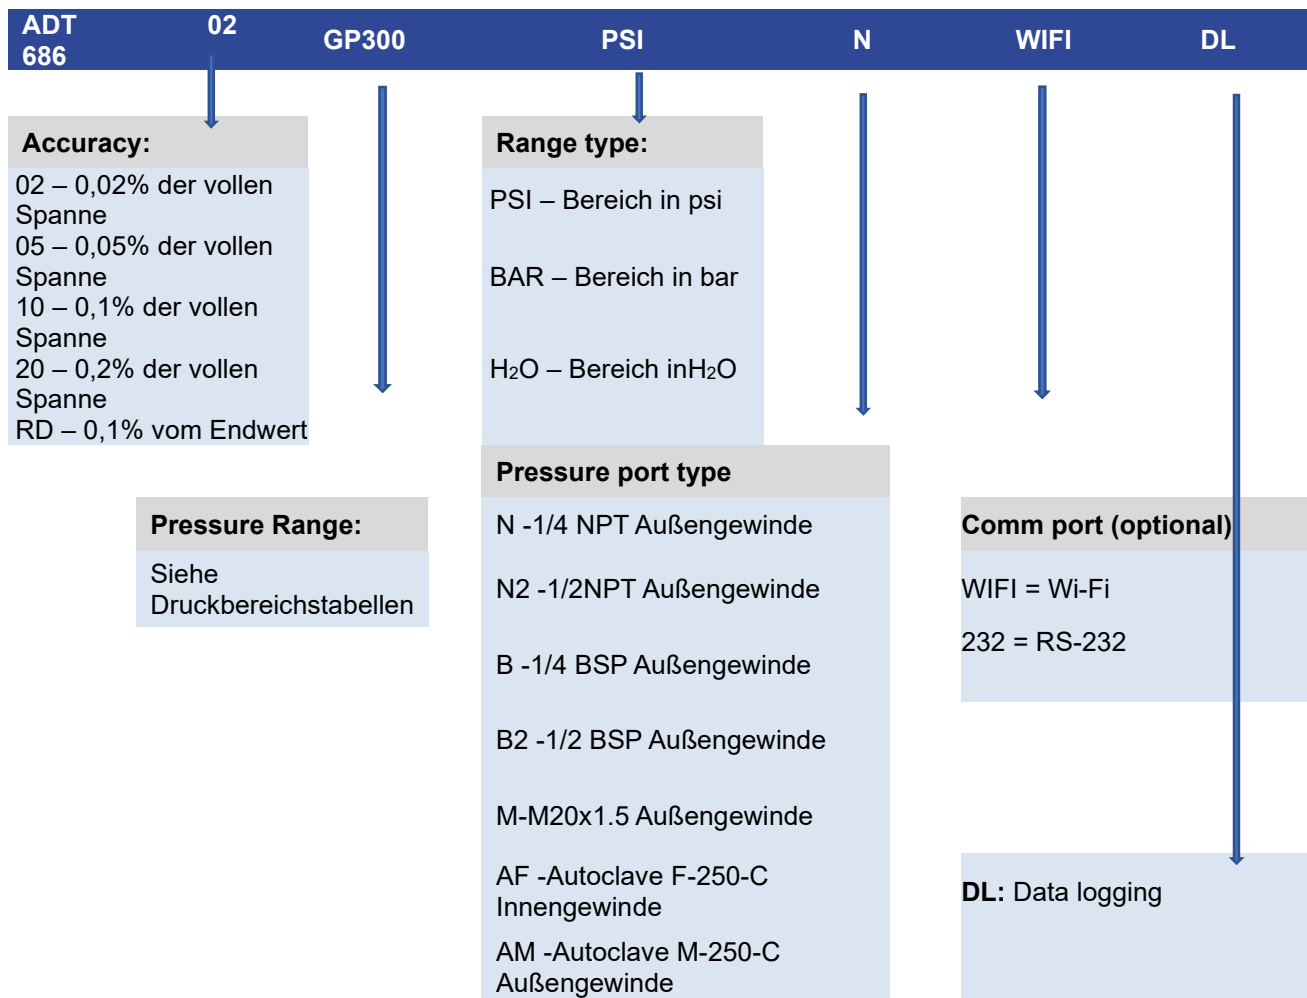 ADT 02 GP300 PSI N WIFI DL
686
Accuracy:
02 – 0,02% der vollen
Spanne
05 – 0,05% der vollen
Spanne
10 – 0,1% der vollen
Spanne
20 – 0,2% der vollen
Spanne
RD – 0,1% vom Endwert
Range type:
PSI – Bereich in psi
BAR – Bereich in bar
H₂O – Bereich inH₂O
Pressure Range:
Siehe
Druckbereichstabellen
Pressure port type
N -1/4 NPT Außengewinde
N2 -1/2NPT Außengewinde
B -1/4 BSP Außengewinde
B2 -1/2 BSP Außengewinde
M-M20x1.5 Außengewinde
AF -Autoclave F-250-C
Innengewinde
AM -Autoclave M-250-C
Außengewinde
Comm port (optional)
WIFI = Wi-Fi
232 = RS-232
DL: Data logging